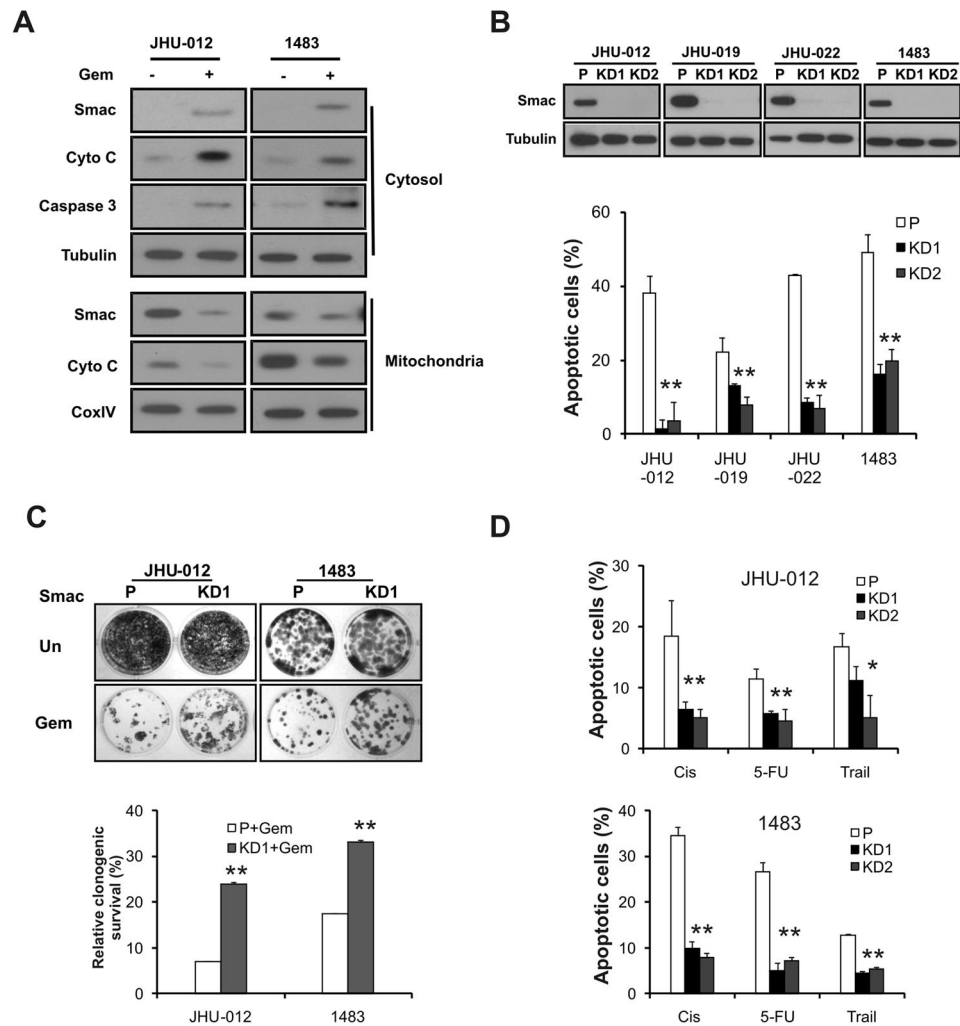 A
JHU-012 1483
Gem - + - +
Smac
Cyto C
Caspase 3
Tubulin
Cytosol
Smac
Cyto C
CoxIV
Mitochondria
B
JHU-012 JHU-019 JHU-022 1483
P KD1 KD2 P KD1 KD2 P KD1 KD2 P KD1 KD2
Smac
Tubulin
Apoptotic cells (%)
60
40
20
0
P
KD1
KD2
** ** ** **
JHU JHU JHU 1483
-012 -019 -022
C
JHU-012 1483
Smac P KD1 P KD1
Un
Gem
Relative clonogenic
survival (%)
40
30
20
10
0
P+Gem
KD1+Gem
** **
JHU-012 1483
D
Apoptotic cells (%)
30
20
10
0
JHU-012
P
KD1
KD2
** ** *
Cis 5-FU Trail
Apoptotic cells (%)
40
30
20
10
0
1483
P
KD1
KD2
** ** **
Cis 5-FU Trail